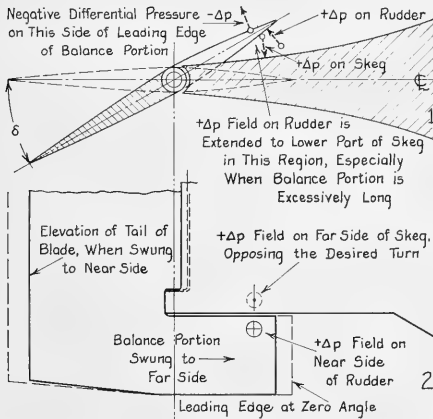 Negative Differential Pressure -Δp
on This Side of Leading Edge
of Balance Portion
+Δp on Rudder
+Δp on Skeg
℄
δ
1
+Δp Field on Rudder is
Extended to Lower Part of Skeg
in This Region, Especially
When Balance Portion is
Excessively Long
Elevation of Tail of
Blade, When Swung
to Near Side
+Δp Field on Far Side of Skeg,
Opposing the Desired Turn
Balance Portion
Swung to
Far Side
+Δp Field on
Near Side
of Rudder
2
Leading Edge at Zero Angle